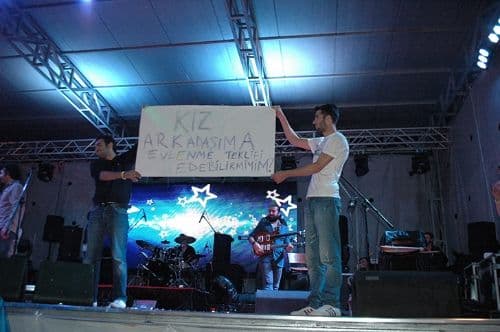 KIZ
ARKADAŞIMA
EVLENME TEKLİFİ
EDEBİLİRMİYİM!